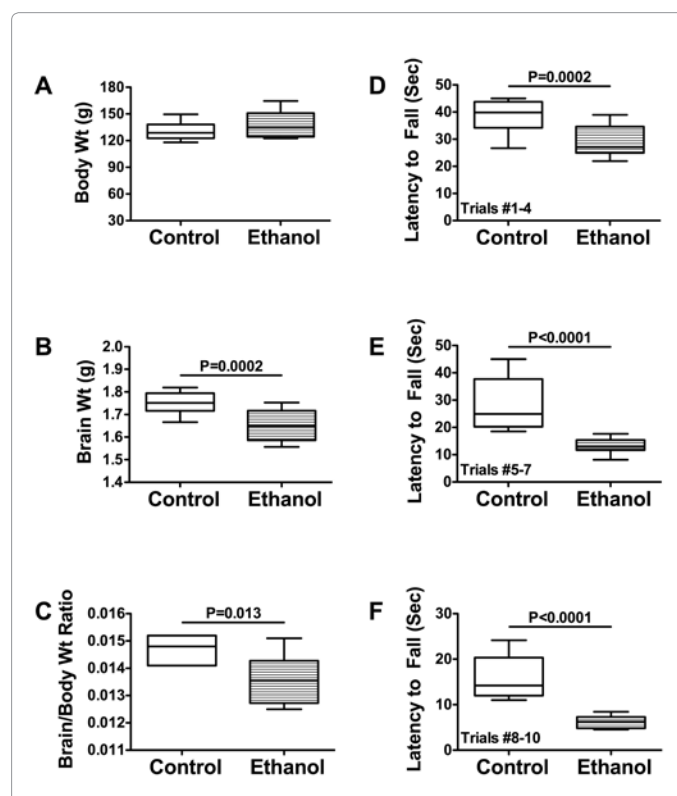 A
Body Wt (g)
180
150
120
90
60
30
Control Ethanol
B
Brain Wt (g)
2.0
1.9
1.8
1.7
1.6
1.5
1.4
P=0.0002
Control Ethanol
C
Brain/Body Wt Ratio
0.016
0.015
0.014
0.013
0.012
0.011
P=0.013
Control Ethanol
D
Latency to Fall (Sec)
50
40
30
20
10
0
P=0.0002
Trials #1-4
Control Ethanol
E
Latency to Fall (Sec)
50
40
30
20
10
0
P<0.0001
Trials #5-7
Control Ethanol
F
Latency to Fall (Sec)
30
20
10
0
P<0.0001
Trials #8-10
Control Ethanol